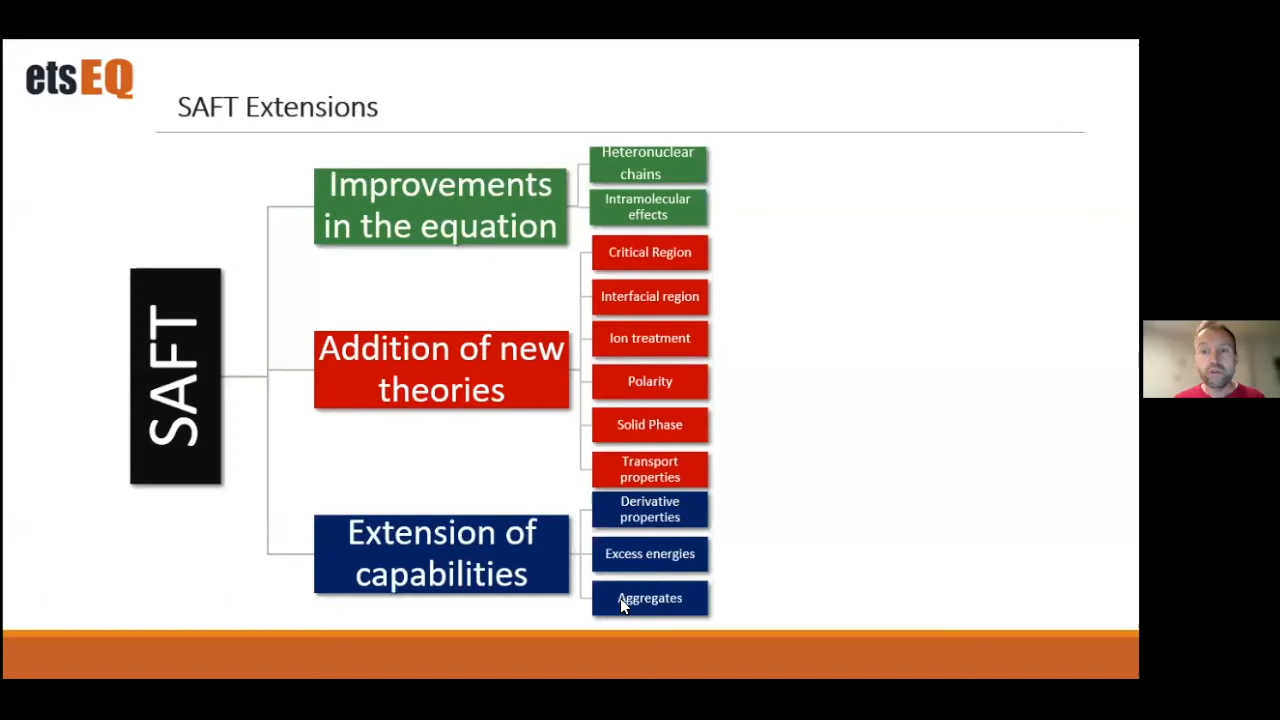 etsEQ
SAFT Extensions
SAFT
Improvements
in the equation
Heteronuclear
chains
Intramolecular
effects
Addition of new
theories
Critical Region
Interfacial region
Ion treatment
Polarity
Solid Phase
Transport
properties
Extension of
capabilities
Derivative
properties
Excess energies
Aggregates